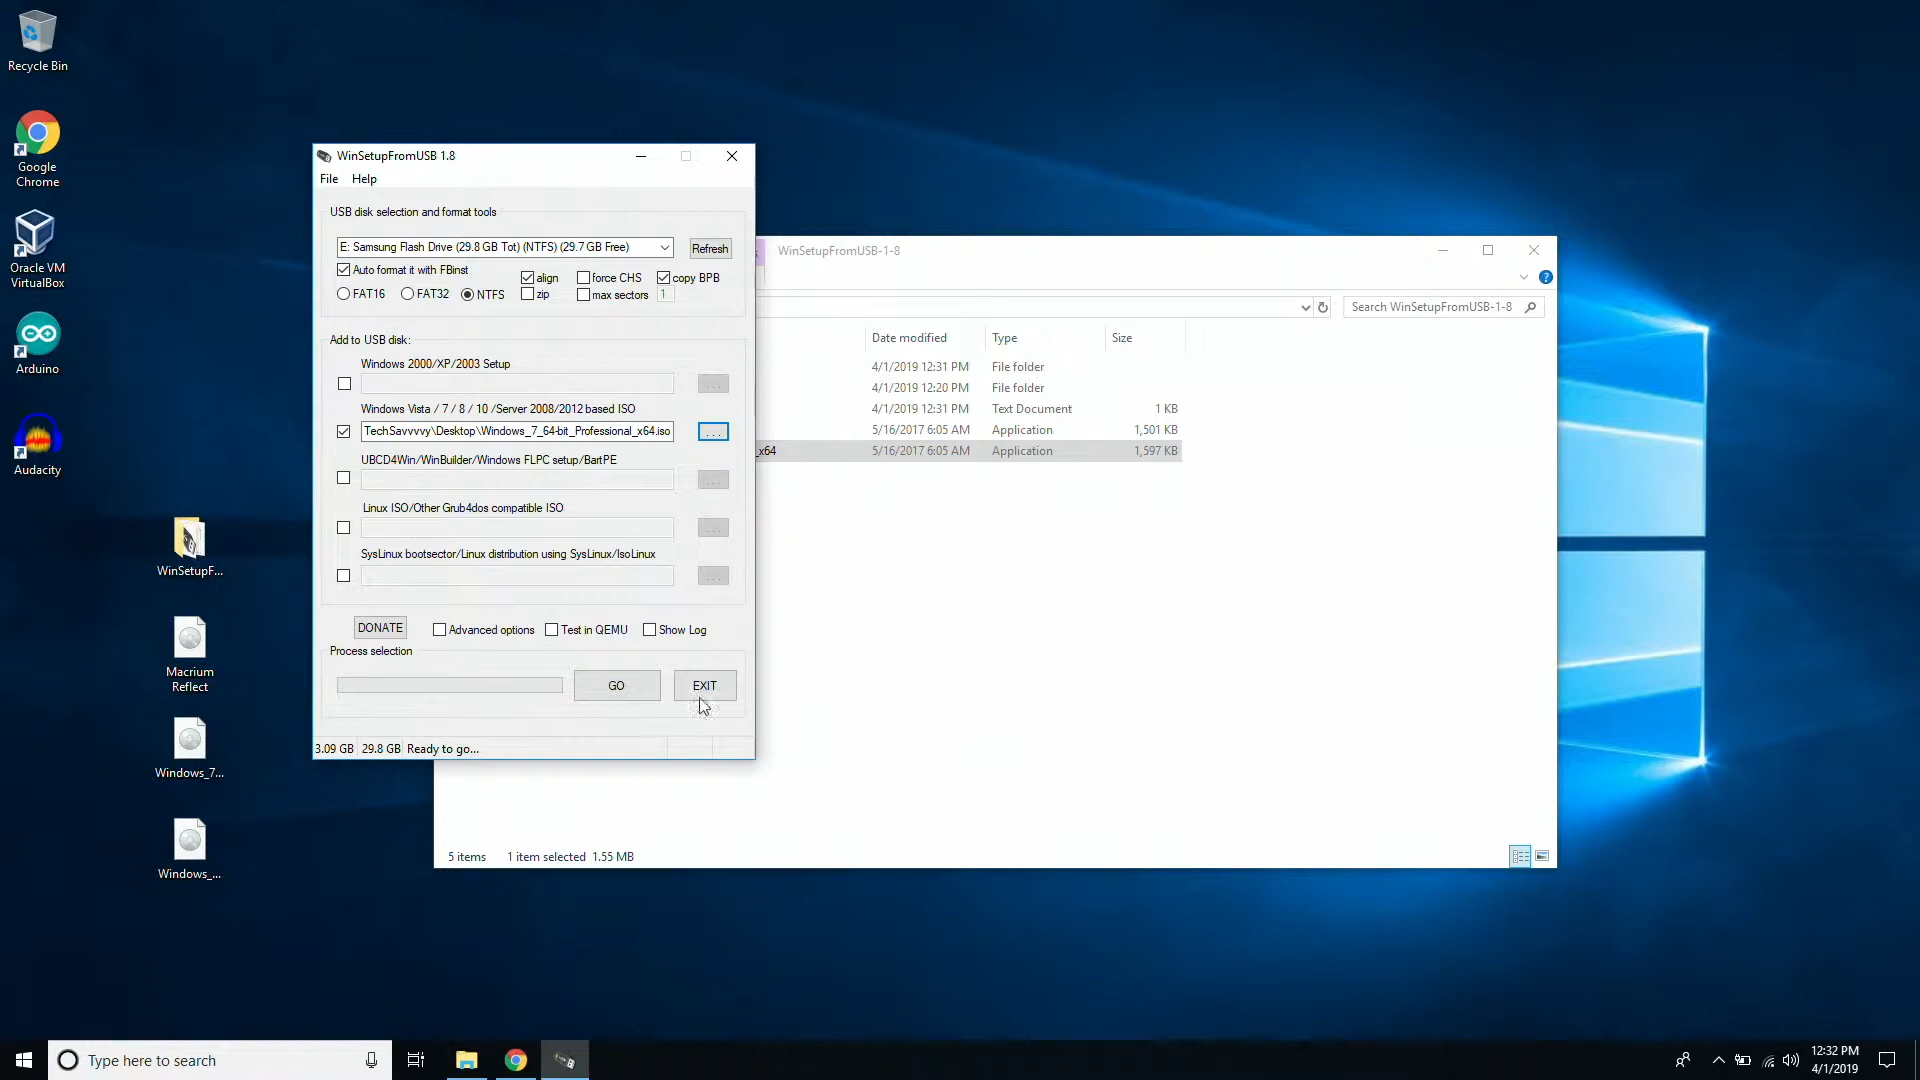 Recycle Bin
Google
Chrome
Oracle VM
VirtualBox
Arduino
Audacity
WinSetupF...
Macrium
Reflect
Windows_7...
Windows_...
WinSetupFromUSB 1.8
File Help
USB disk selection and format tools
E: Samsung Flash Drive (29.8 GB Tot) (NTFS) (29.7 GB Free)
Refresh
Auto format it with FBinst
align
force CHS
copy BPB
FAT16
FAT32
NTFS
zip
max sectors
1
Add to USB disk:
Windows 2000/XP/2003 Setup
...
Windows Vista / 7 / 8 / 10 /Server 2008/2012 based ISO
TechSavvvvy\Desktop\Windows_7_64-bit_Professional_x64.iso
...
UBCD4Win/WinBuilder/Windows FLPC setup/BartPE
...
Linux ISO/Other Grub4dos compatible ISO
...
SysLinux bootsector/Linux distribution using SysLinux/IsoLinux
...
DONATE
Advanced options
Test in QEMU
Show Log
Process selection
GO
EXIT
3.09 GB 29.8 GB Ready to go...
WinSetupFromUSB-1-8
Search WinSetupFromUSB-1-8
Date modified Type Size
4/1/2019 12:31 PM File folder
4/1/2019 12:20 PM File folder
4/1/2019 12:31 PM Text Document 1 KB
5/16/2017 6:05 AM Application 1,501 KB
_x64 5/16/2017 6:05 AM Application 1,597 KB
5 items 1 item selected 1.55 MB
Type here to search
12:32 PM
4/1/2019